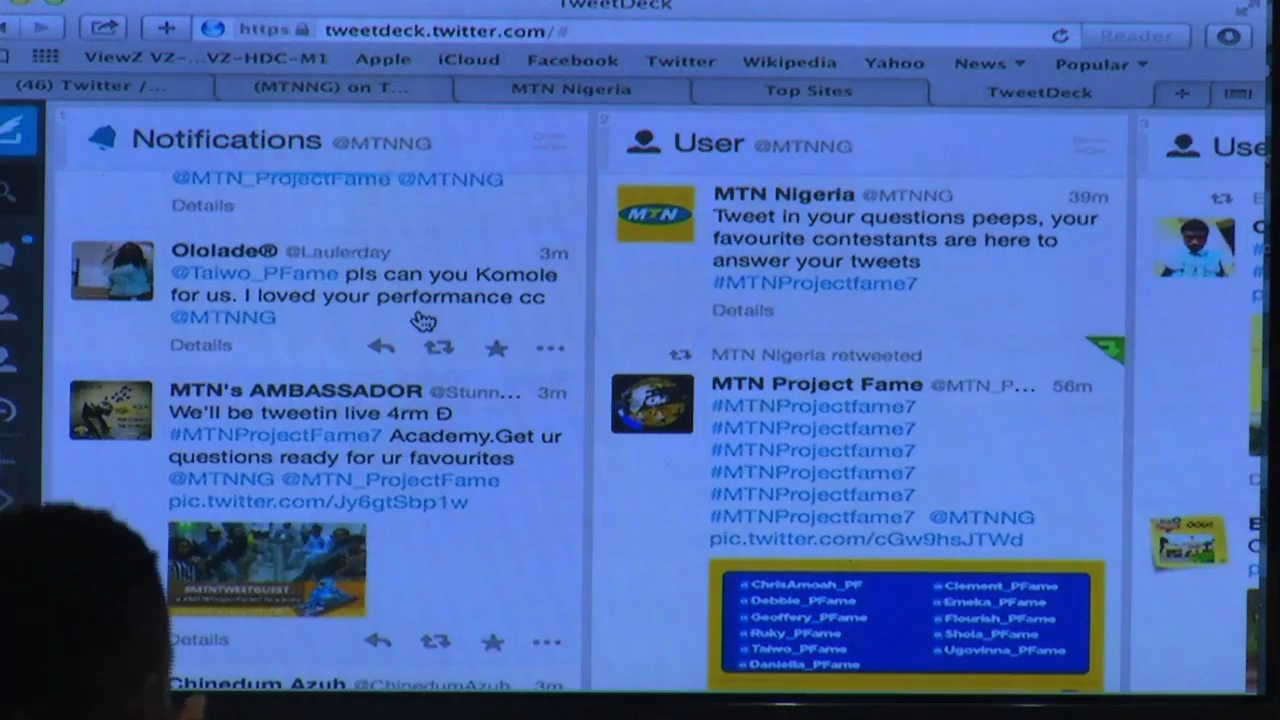 TweetDeck
https tweetdeck.twitter.com/#
Reader
ViewZ VZ-...VZ-HDC-M1 Apple iCloud Facebook Twitter Wikipedia Yahoo News Popular
(46) Twitter /... (MTNNG) on T... MTN Nigeria Top Sites TweetDeck +
1
Notifications @MTNNG
@MTN_ProjectFame @MTNNG
Details
Ololade® @Laulerday 3m
@Taiwo_PFame pls can you Komole
for us. I loved your performance cc
@MTNNG
Details
MTN's AMBASSADOR @Stunn... 3m
We'll be tweetin live 4rm Đ
#MTNProjectFame7 Academy.Get ur
questions ready for ur favourites
@MTNNG @MTN_ProjectFame
pic.twitter.com/Jy6gtSbp1w
#MTNTWEETGUEST
Details
Chinedum Azuh @ChinedumAzuh 3m
2
User @MTNNG
MTN
MTN Nigeria @MTNNG 39m
Tweet in your questions peeps, your
favourite contestants are here to
answer your tweets
#MTNProjectfame7
Details
MTN Nigeria retweeted
MTN Project Fame @MTN_P... 56m
#MTNProjectfame7
#MTNProjectfame7
#MTNProjectfame7
#MTNProjectfame7
#MTNProjectfame7
#MTNProjectfame7 @MTNNG
pic.twitter.com/cGw9hsJTWd
@ChrisAmoah_PF @Clement_PFame
@Debbie_PFame @Emeka_PFame
@Geoffery_PFame @Flourish_PFame
@Ruky_PFame @Shola_PFame
@Taiwo_PFame @Ugovinna_PFame
@Daniella_PFame
3
Use